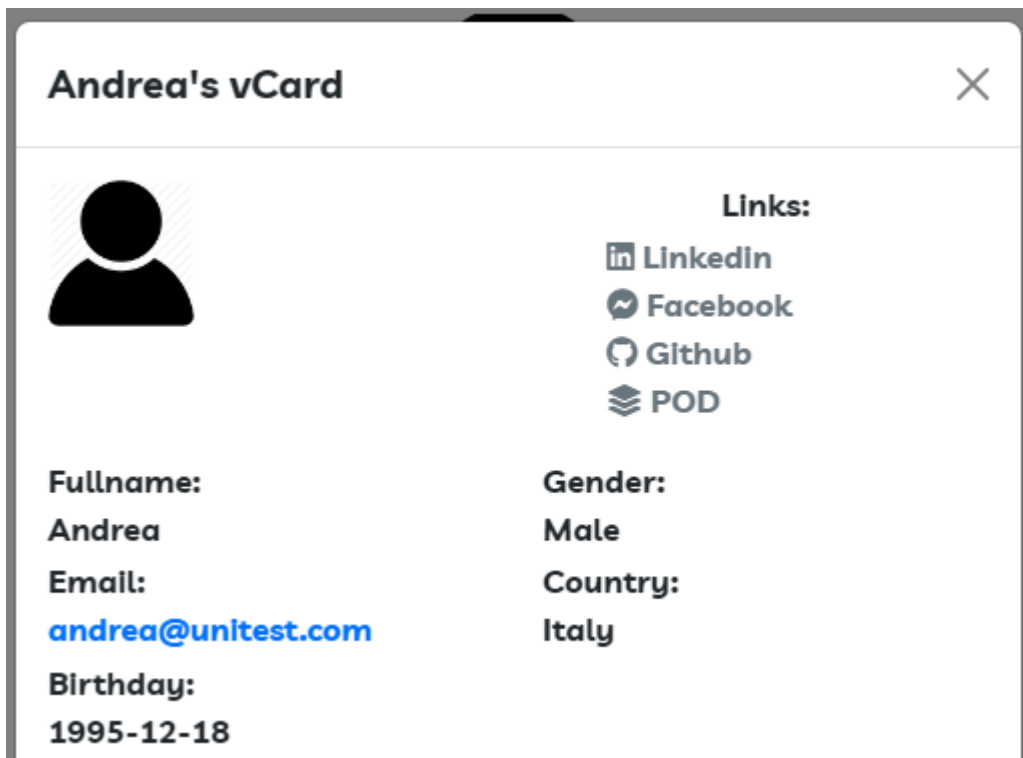 Andrea's vCard
Links:
Linkedin
Facebook
Github
POD
Fullname:
Andrea
Gender:
Male
Email:
andrea@unitest.com
Country:
Italy
Birthday:
1995-12-18